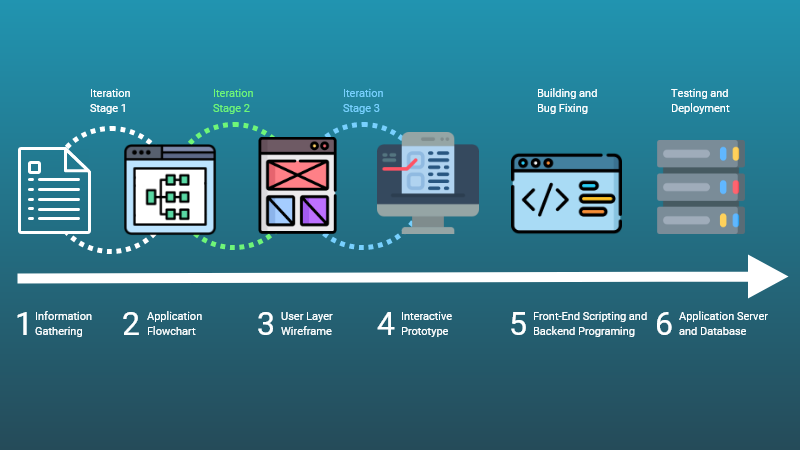 Iteration
Stage 1
Iteration
Stage 2
Iteration
Stage 3
Building and
Bug Fixing
Testing and
Deployment
1 Information
Gathering
2 Application
Flowchart
3 User Layer
Wireframe
4 Interactive
Prototype
5 Front-End Scripting and
Backend Programing
6 Application Server
and Database